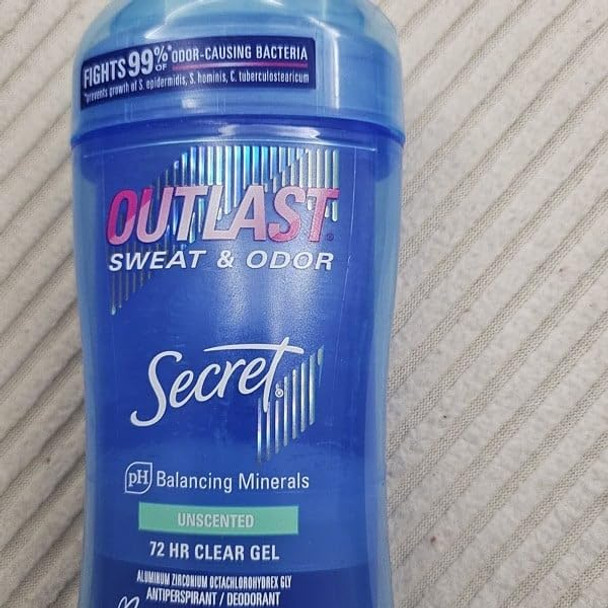 FIGHTS 99%* OF ODOR-CAUSING BACTERIA
*prevents growth of S. epidermidis, S. hominis, C. tuberculostearicum
OUTLAST®
SWEAT & ODOR
Secret®
pH Balancing Minerals
UNSCENTED
72 HR CLEAR GEL
ALUMINUM ZIRCONIUM OCTACHLOROHYDREX GLY
ANTIPERSPIRANT / DEODORANT